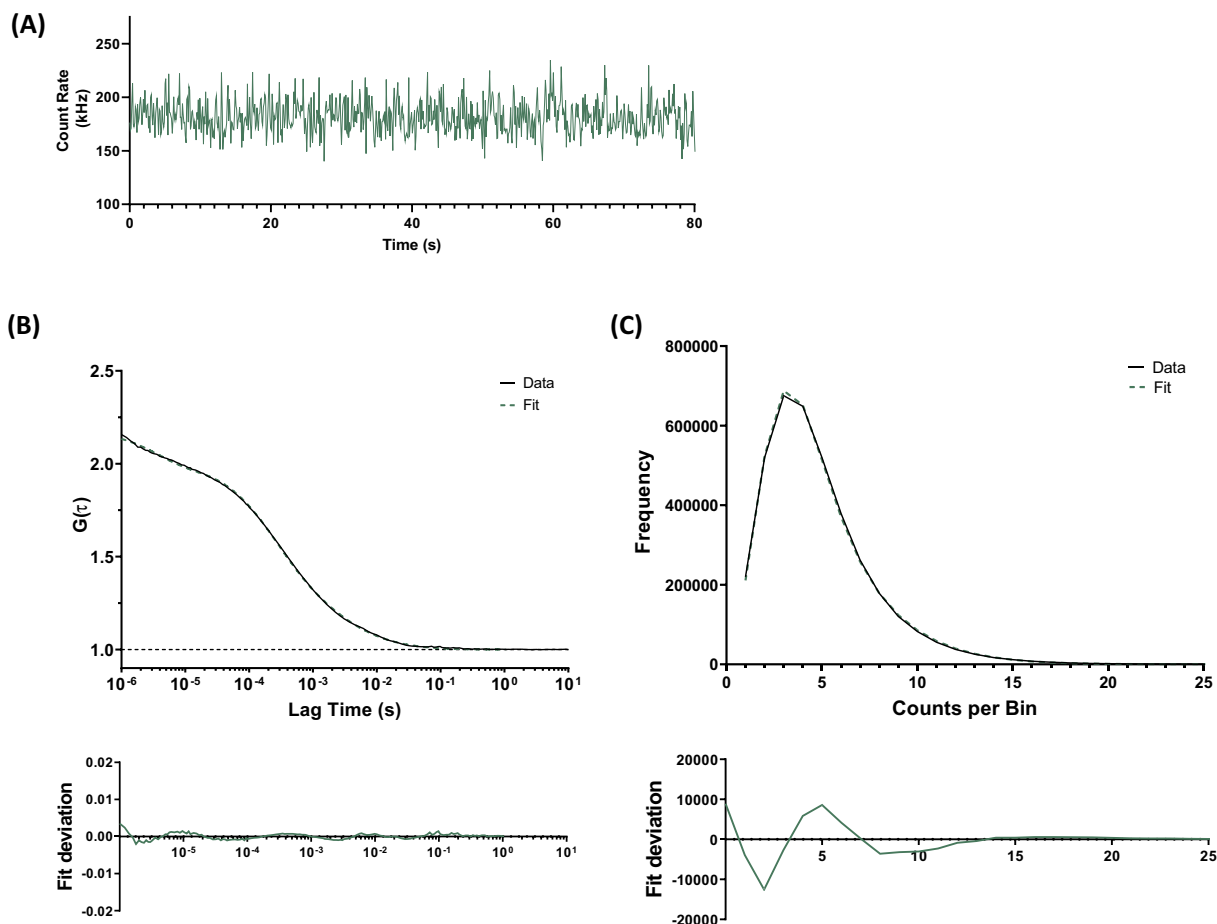 (A)
250
200
150
100
Count Rate
(kHz)
0 20 40 60 80
Time (s)
(B)
2.5
2.0
1.5
1.0
G(τ)
Data
Fit
10-6 10-5 10-4 10-3 10-2 10-1 100 101
Lag Time (s)
0.02
0.01
0.00
-0.01
-0.02
Fit deviation
10-5 10-4 10-3 10-2 10-1 100 101
(C)
800000
600000
400000
200000
0
Frequency
Data
Fit
0 5 10 15 20 25
Counts per Bin
20000
10000
0
-10000
-20000
Fit deviation
5 10 15 20 25